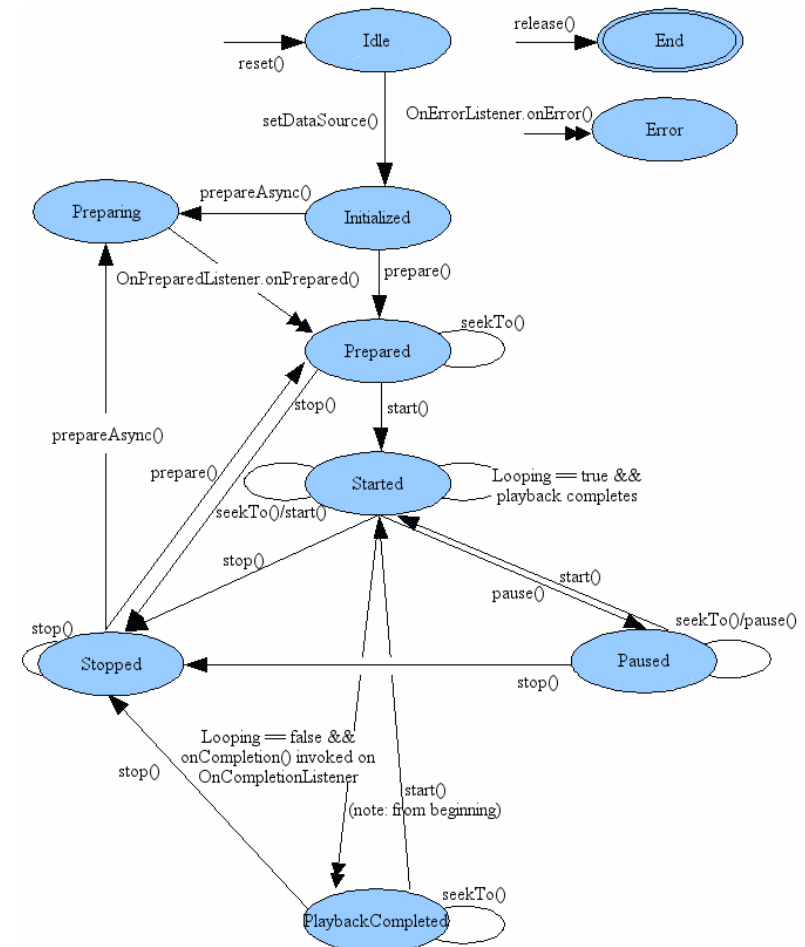 release()
Idle
End
reset()
OnErrorListener.onError()
setDataSource()
Error
prepareAsync()
Preparing
Initialized
OnPreparedListener.onPrepared()
prepare()
seekTo()
Prepared
stop()
start()
prepareAsync()
prepare()
Started
Looping == true &&
playback completes
seekTo()/start()
stop()
start()
pause()
seekTo()/pause()
stop()
Stopped
Paused
stop()
Looping == false &&
onCompletion() invoked on
OnCompletionListener
stop()
start()
(note: from beginning)
seekTo()
PlaybackCompleted